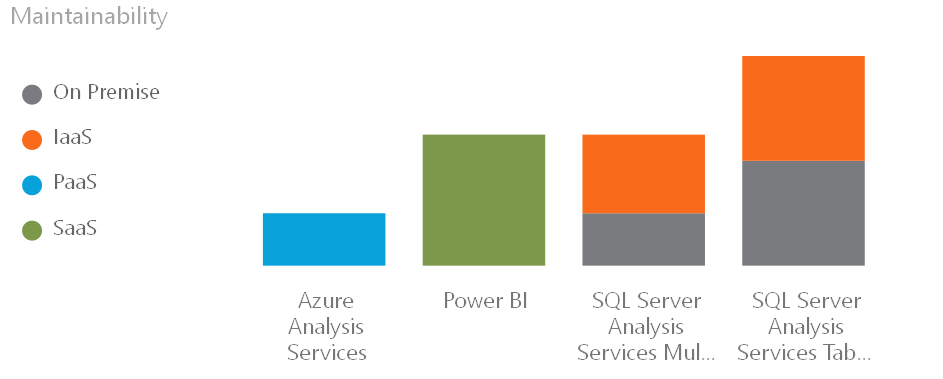 Maintainability
On Premise
IaaS
PaaS
SaaS
Azure
Analysis
Services
Power BI
SQL Server
Analysis
Services Mul...
SQL Server
Analysis
Services Tab...